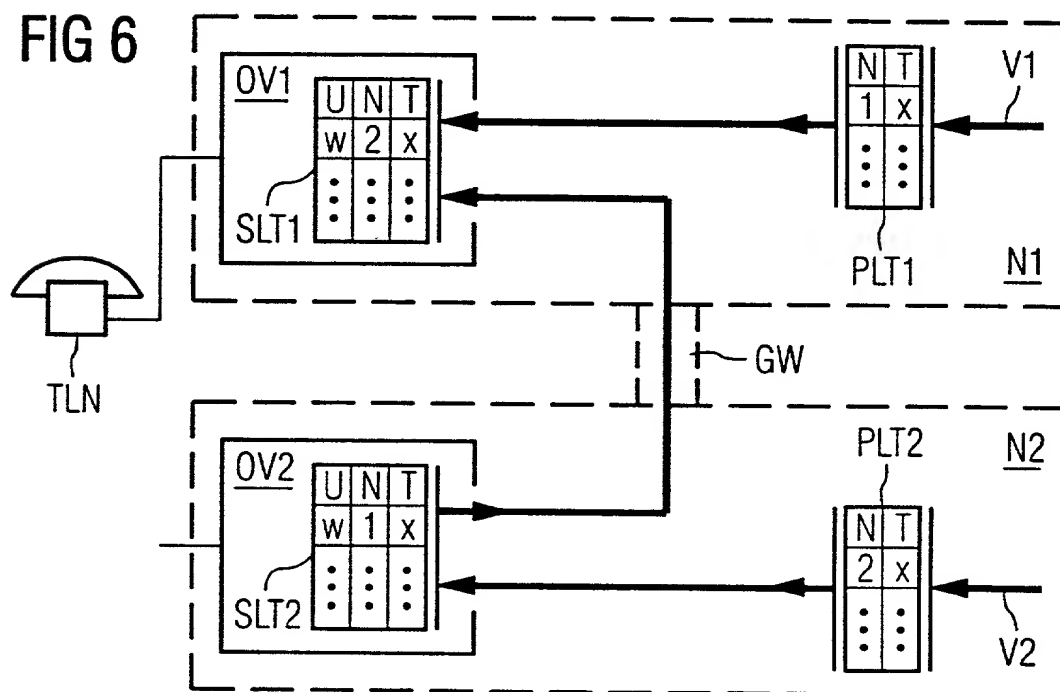 FIG 6
OV1
U N T
w 2 x
SLT1
N T
1 x
V1
PLT1
N1
TLN
GW
OV2
U N T
w 1 x
SLT2
PLT2
N2
N T
2 x
V2